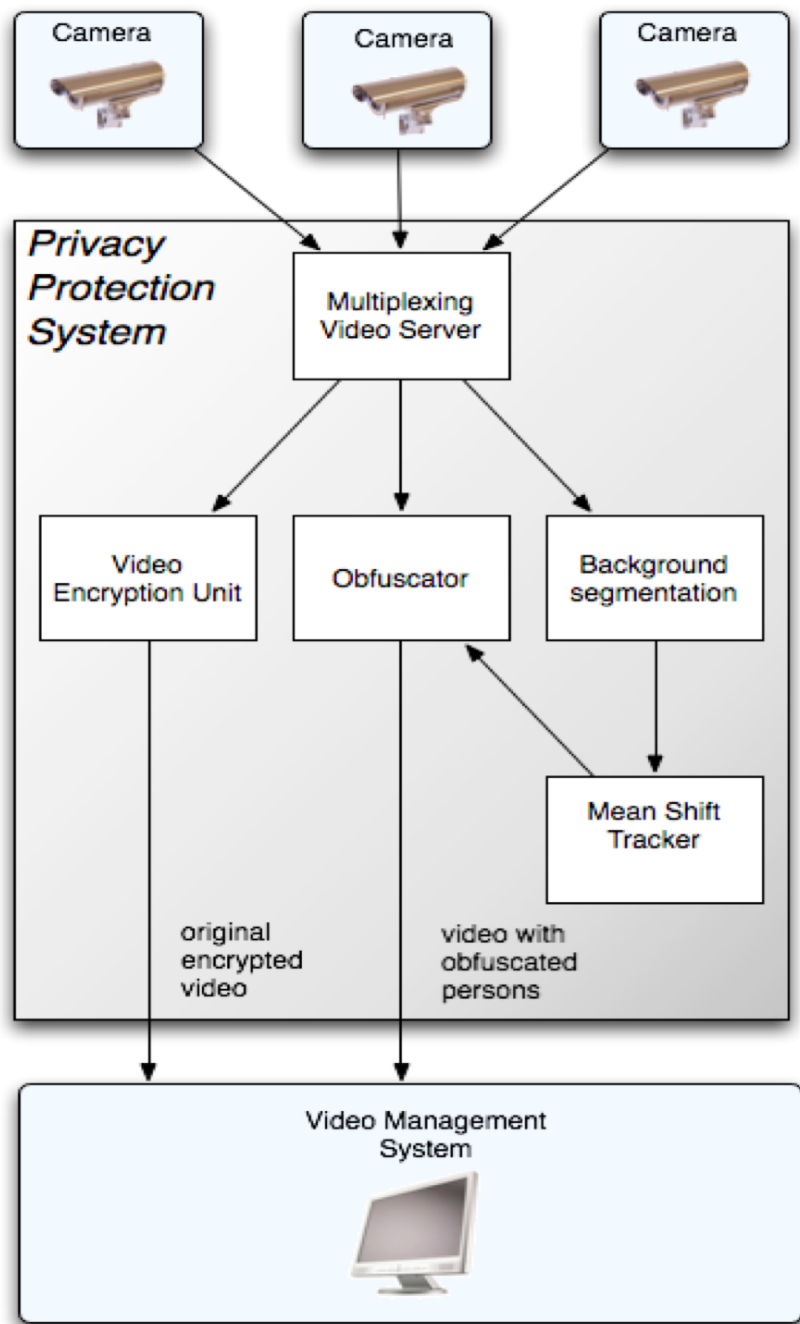 Camera
Camera
Camera
Privacy
Protection
System
Multiplexing
Video Server
Video
Encryption Unit
Obfuscator
Background
segmentation
Mean Shift
Tracker
original
encrypted
video
video with
obfuscated
persons
Video Management
System